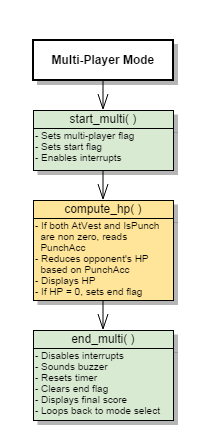 Multi-Player Mode
start_multi( )
- Sets multi-player flag
- Sets start flag
- Enables interrupts
compute_hp( )
- If both AtVest and IsPunch
are non zero, reads
PunchAcc
- Reduces opponent's HP
based on PunchAcc
- Displays HP
- If HP = 0, sets end flag
end_multi( )
- Disables interrupts
- Sounds buzzer
- Resets timer
- Clears end flag
- Displays final score
- Loops back to mode select